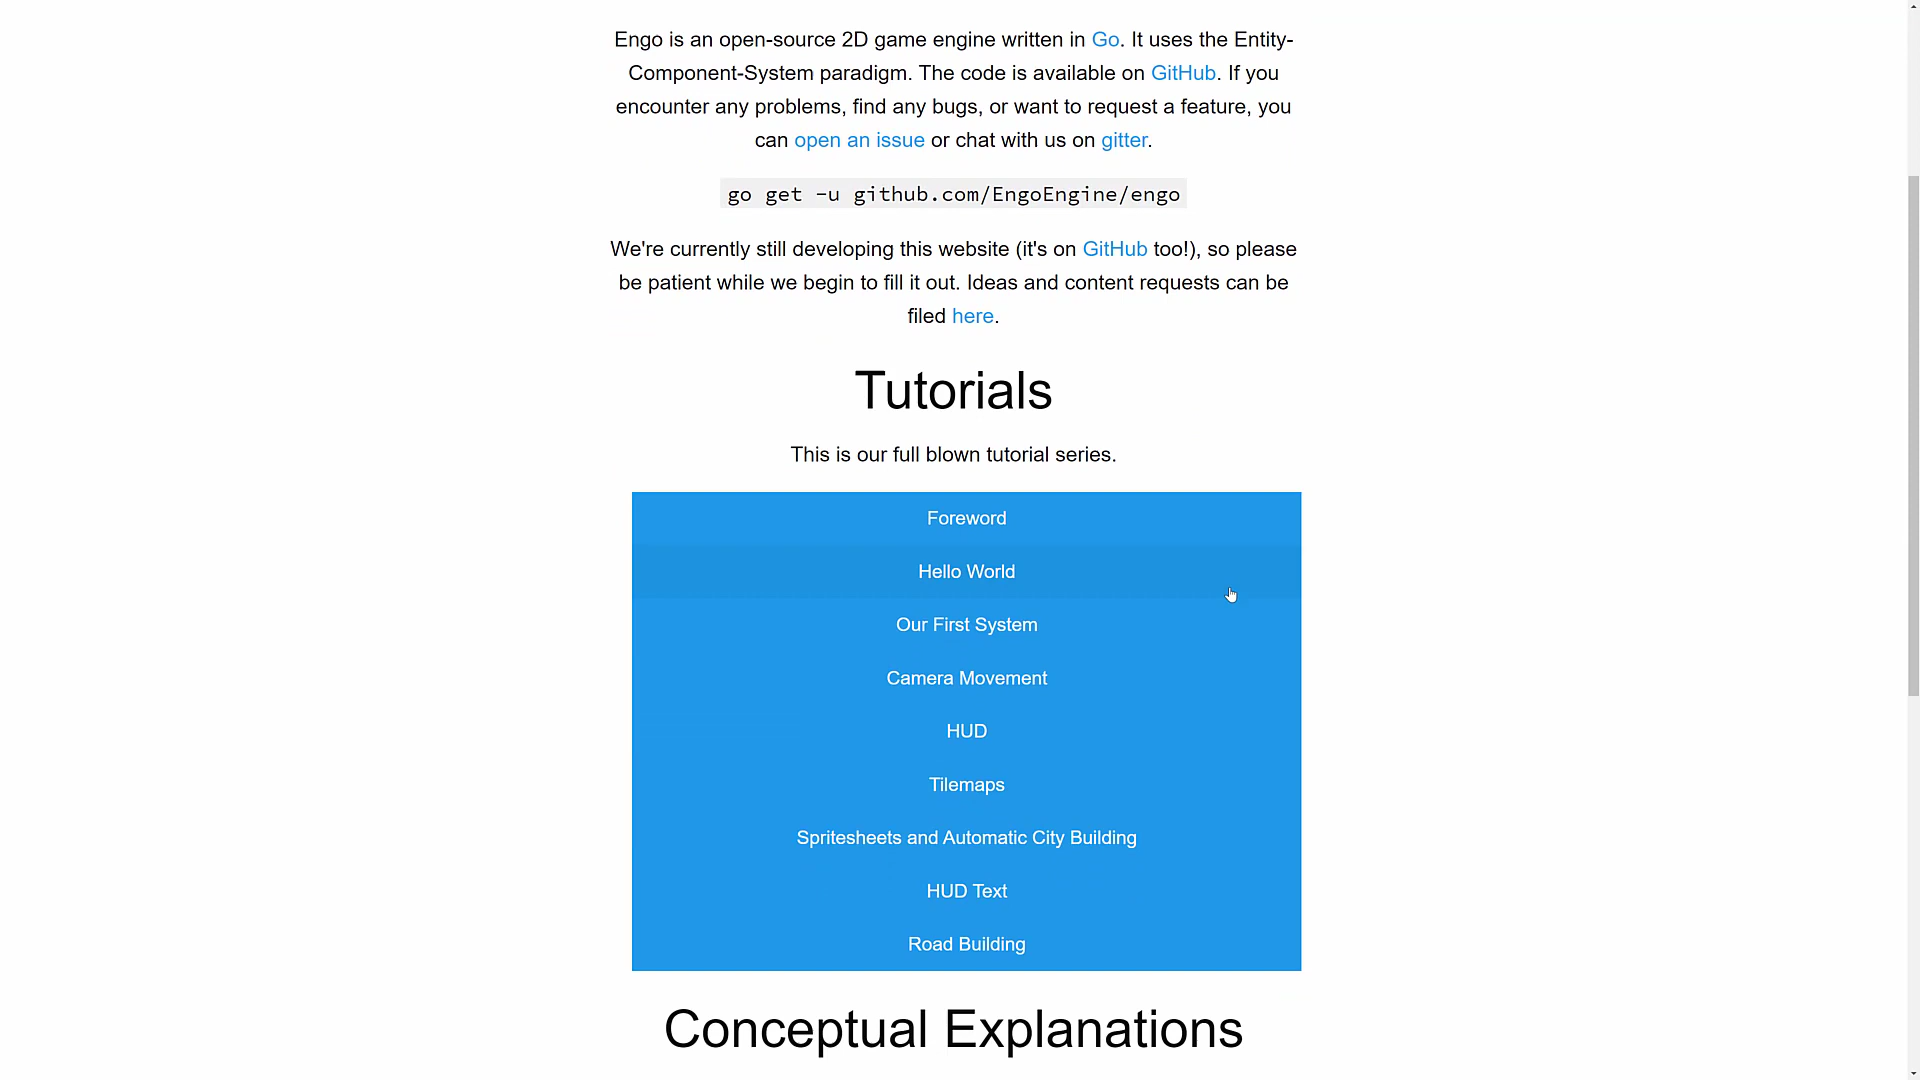 Engo is an open-source 2D game engine written in Go. It uses the Entity-
Component-System paradigm. The code is available on GitHub. If you
encounter any problems, find any bugs, or want to request a feature, you
can open an issue or chat with us on gitter.
go get -u github.com/EngoEngine/engo
We're currently still developing this website (it's on GitHub too!), so please
be patient while we begin to fill it out. Ideas and content requests can be
filed here.
Tutorials
This is our full blown tutorial series.
Foreword
Hello World
Our First System
Camera Movement
HUD
Tilemaps
Spritesheets and Automatic City Building
HUD Text
Road Building
Conceptual Explanations